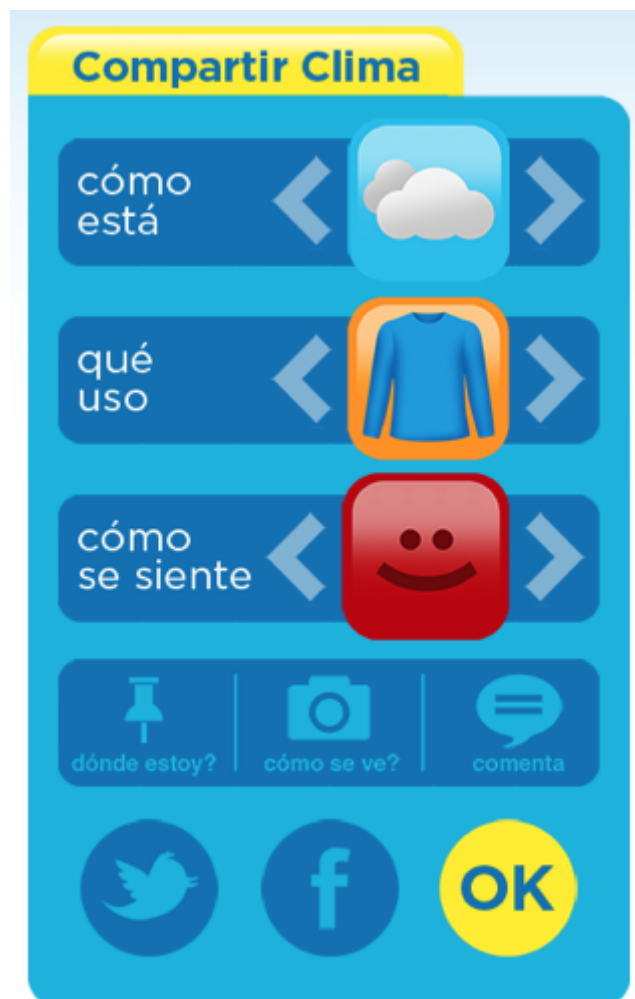 Compartir Clima
cómo
está
qué
uso
cómo
se siente
dónde estoy?
cómo se ve?
comenta
f
OK